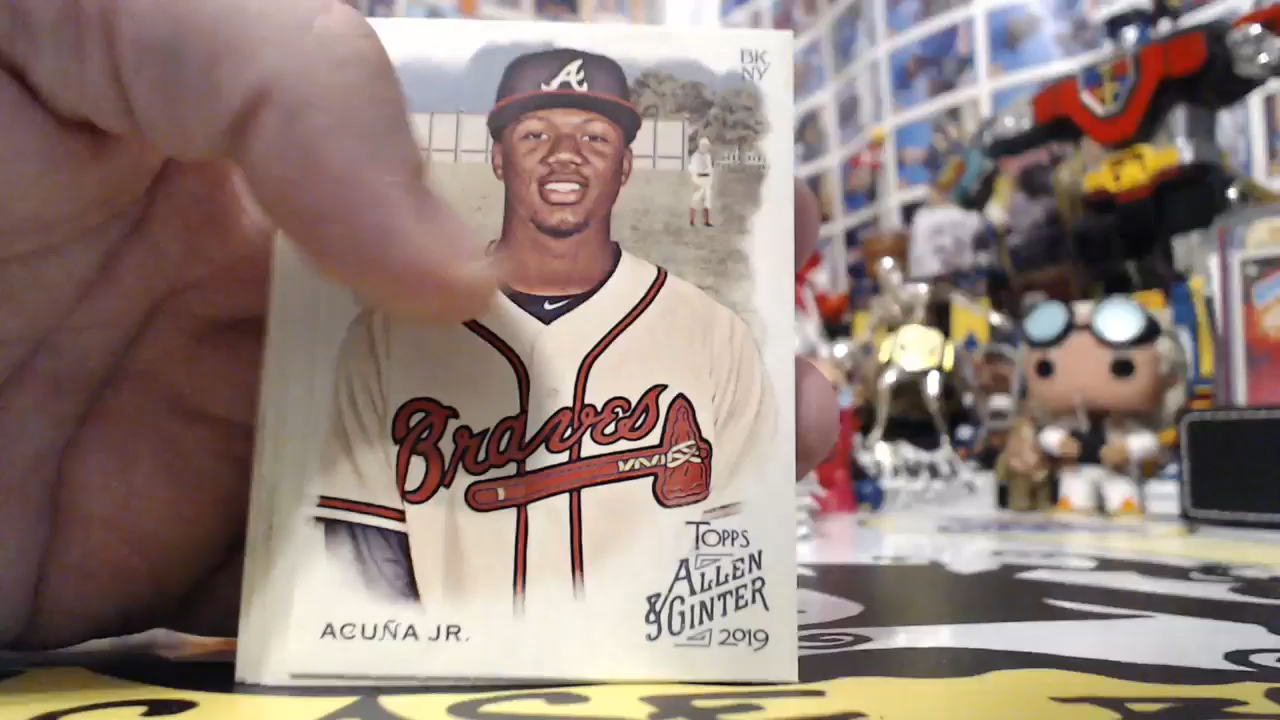 BK
NY
A
Braves
TOPPS
ALLEN
& GINTER
2019
ACUÑA JR.